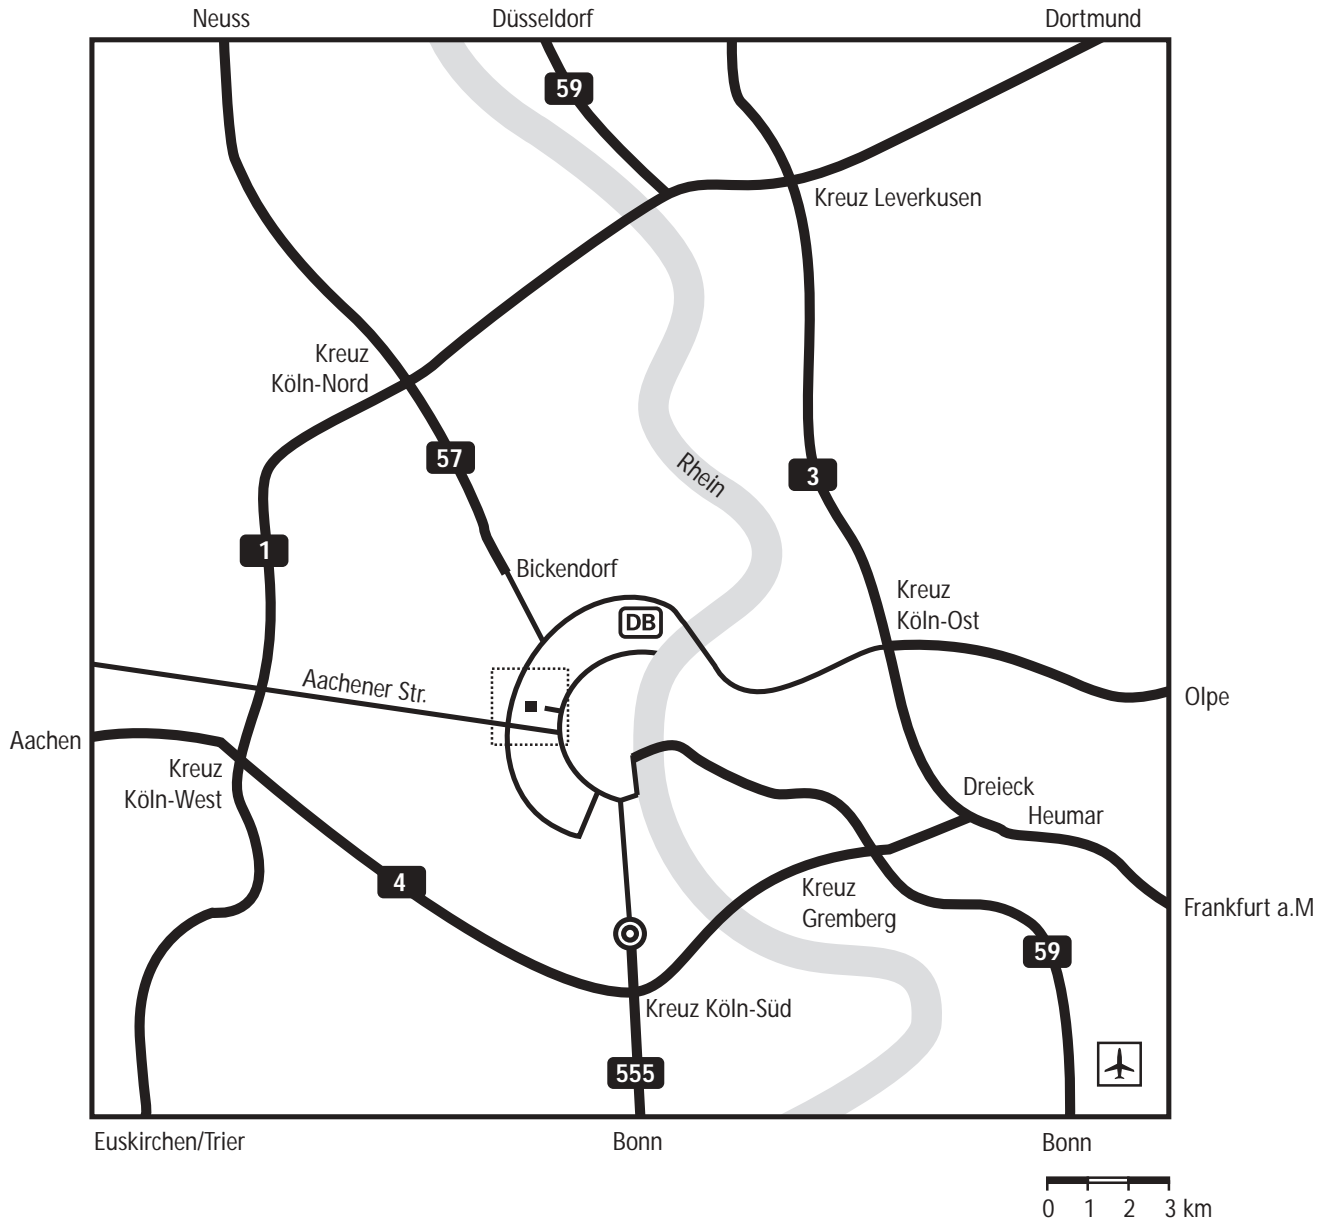 Neuss
Düsseldorf
Dortmund
59
Kreuz Leverkusen
Kreuz
Köln-Nord
57
Rhein
3
1
Bickendorf
Kreuz
Köln-Ost
DB
Aachener Str.
Olpe
Aachen
Kreuz
Köln-West
Dreieck
Heumar
4
Kreuz
Gremberg
Frankfurt a.M
59
Kreuz Köln-Süd
555
Euskirchen/Trier
Bonn
Bonn
0 1 2 3 km